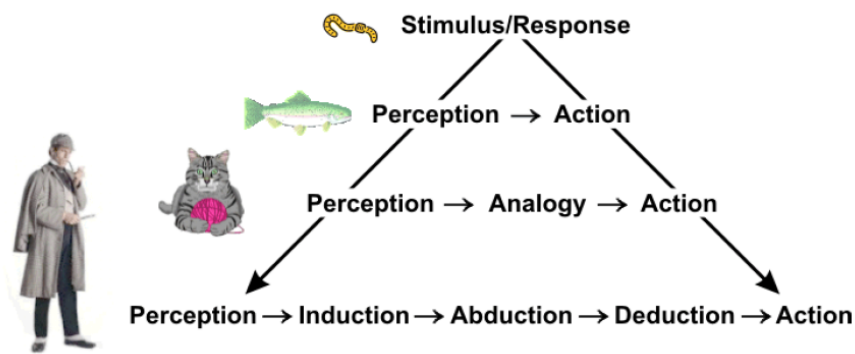 Stimulus/Response
Perception → Action
Perception → Analogy → Action
Perception → Induction → Abduction → Deduction → Action